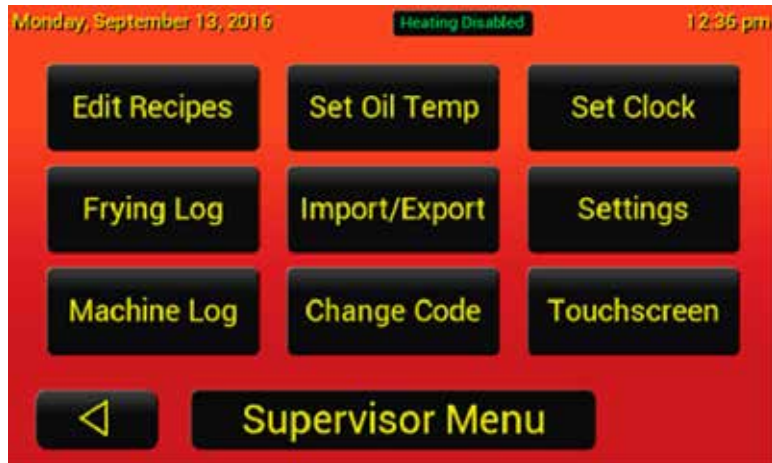 Monday, September 13, 2016 Heating Disabled 12:36 pm
Edit Recipes Set Oil Temp Set Clock
Frying Log Import/Export Settings
Machine Log Change Code Touchscreen
Supervisor Menu